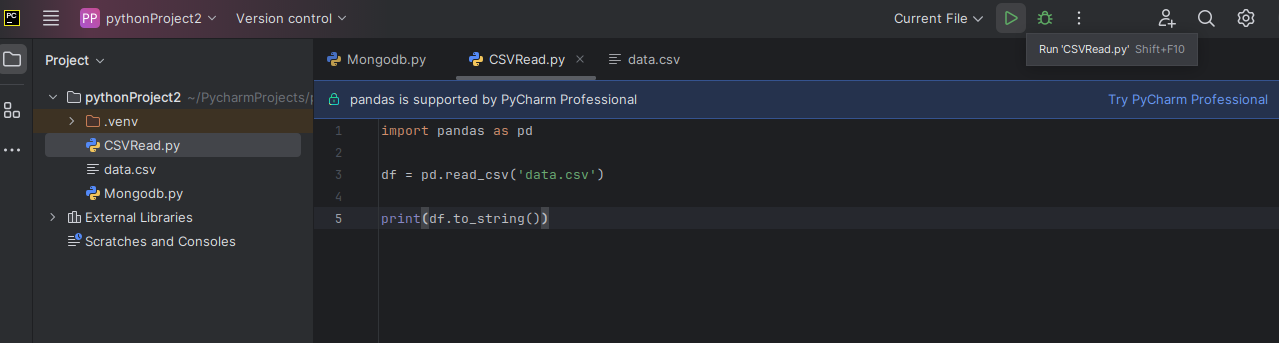 PC
PP pythonProject2 Version control Current File
Run 'CSVRead.py' Shift+F10
Project
Mongodb.py CSVRead.py data.csv
pythonProject2 ~/PycharmProjects/
.venv
CSVRead.py
data.csv
Mongodb.py
External Libraries
Scratches and Consoles
pandas is supported by PyCharm Professional Try PyCharm Professional
1 import pandas as pd
2
3 df = pd.read_csv('data.csv')
4
5 print(df.to_string())